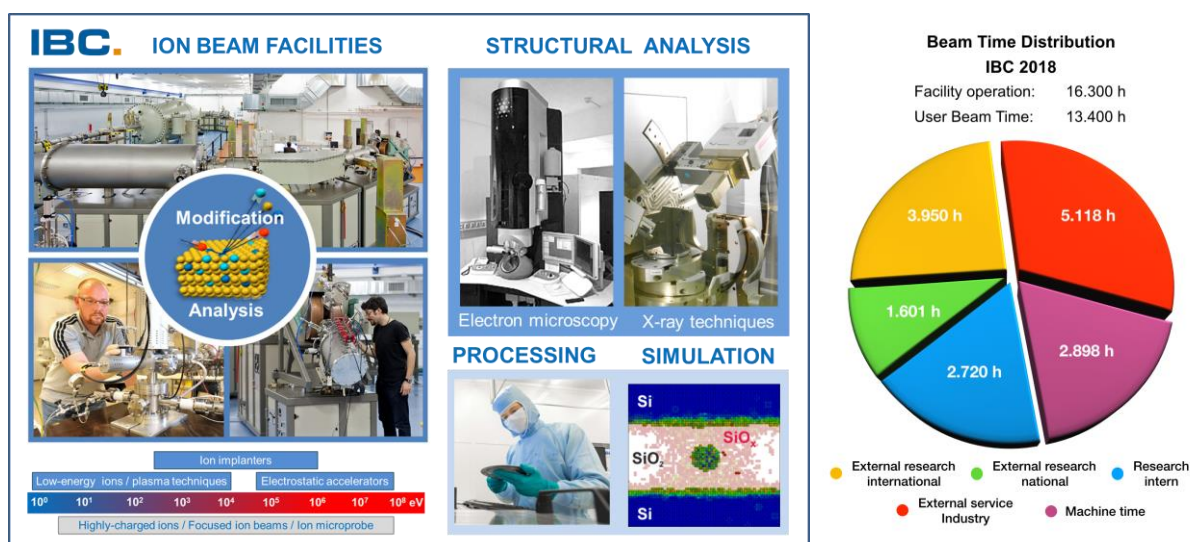 IBC.
ION BEAM FACILITIES
STRUCTURAL ANALYSIS
Modification
Analysis
Electron microscopy
X-ray techniques
PROCESSING
SIMULATION
Si
SiOₓ
SiO₂
Si
Ion implanters
Low-energy ions / plasma techniques
Electrostatic accelerators
10⁰ 10¹ 10² 10³ 10⁴ 10⁵ 10⁶ 10⁷ 10⁸ eV
Highly-charged ions / Focused ion beams / Ion microprobe
Beam Time Distribution
IBC 2018
Facility operation: 16.300 h
User Beam Time: 13.400 h
3.950 h
5.118 h
1.601 h
2.720 h
2.898 h
External research
international
External research
national
Research
intern
External service
Industry
Machine time